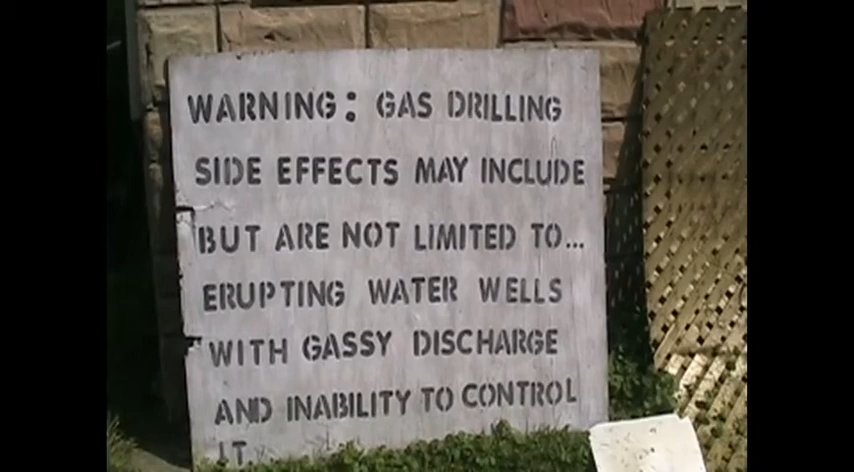 WARNING: GAS DRILLING
SIDE EFFECTS MAY INCLUDE
BUT ARE NOT LIMITED TO...
ERUPTING WATER WELLS
WITH GASSY DISCHARGE
AND INABILITY TO CONTROL
IT.